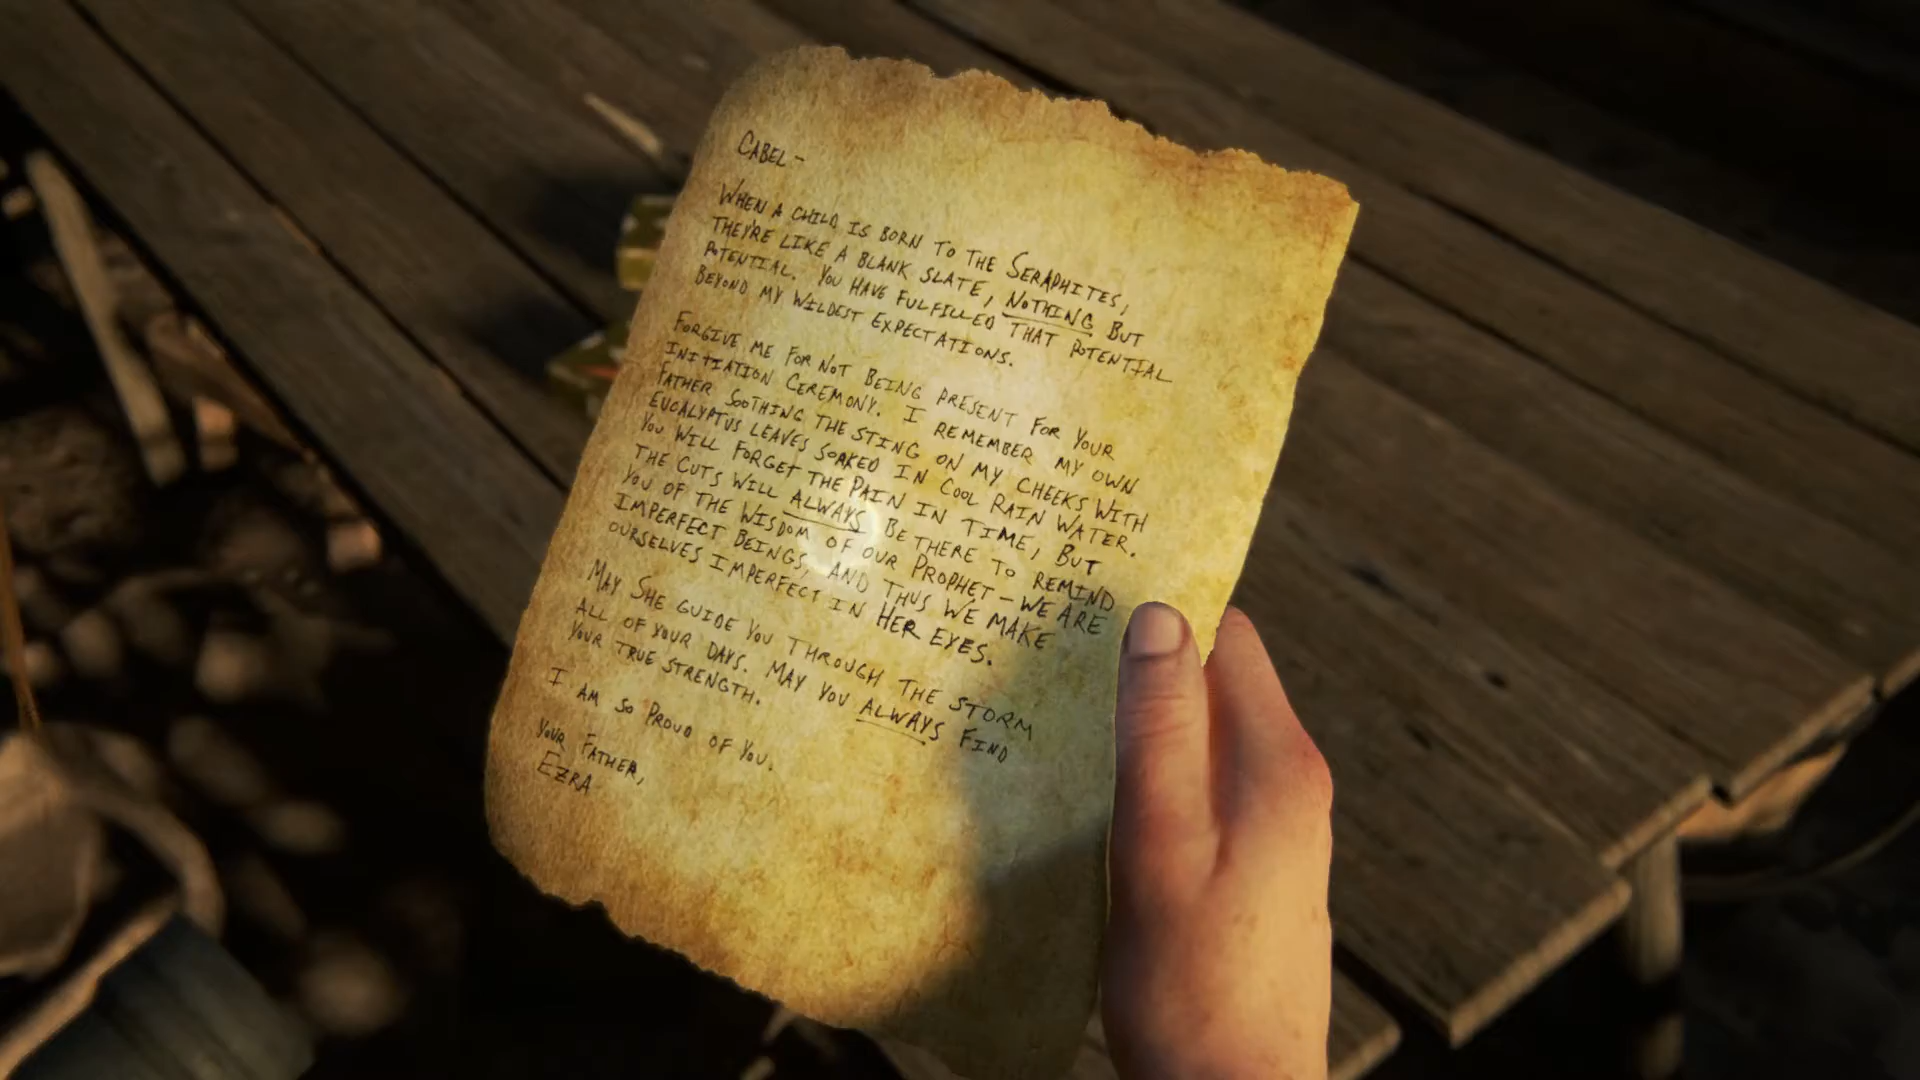 CABEL -
WHEN A CHILD IS BORN TO THE SERAPHITES,
THEY'RE LIKE A BLANK SLATE, NOTHING BUT
POTENTIAL. YOU HAVE FULFILLED THAT POTENTIAL
BEYOND MY WILDEST EXPECTATIONS.
FORGIVE ME FOR NOT BEING PRESENT FOR YOUR
INITIATION CEREMONY. I REMEMBER MY OWN
FATHER SOOTHING THE STING ON MY CHEEKS WITH
EUCALYPTUS LEAVES SOAKED IN COOL RAIN WATER.
YOU WILL FORGET THE PAIN IN TIME, BUT
THE CUTS WILL ALWAYS BE THERE TO REMIND
YOU OF THE WISDOM OF OUR PROPHET - WE ARE
IMPERFECT BEINGS, AND THUS WE MAKE
OURSELVES IMPERFECT IN HER EYES.
MAY SHE GUIDE YOU THROUGH THE STORM
ALL OF YOUR DAYS. MAY YOU ALWAYS FIND
YOUR TRUE STRENGTH.
I AM SO PROUD OF YOU.
YOUR FATHER,
EZRA